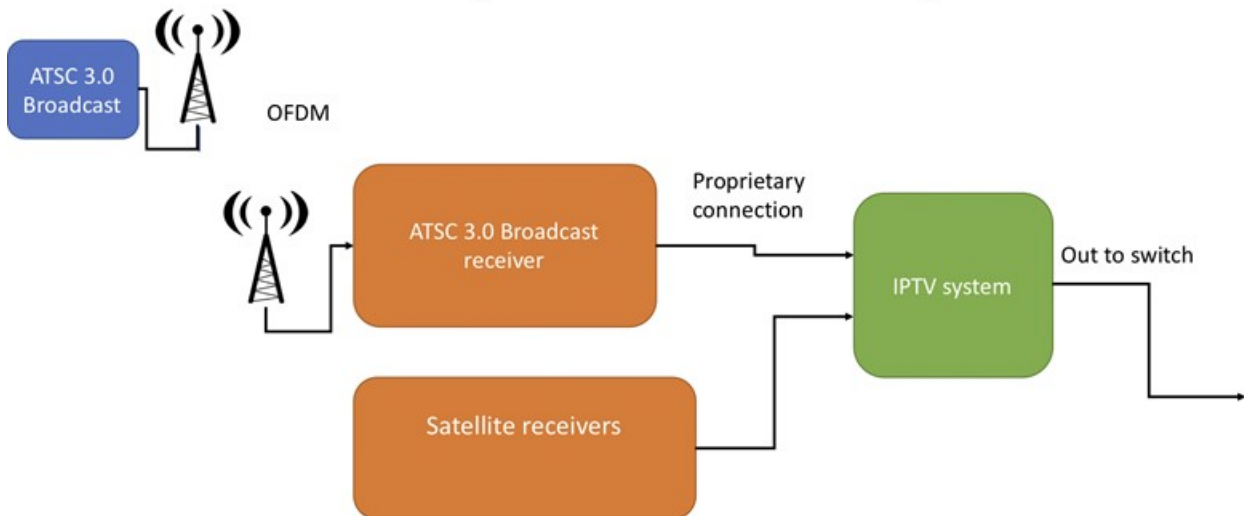 ATSC 3.0
Broadcast
OFDM
Proprietary
connection
ATSC 3.0 Broadcast
receiver
Out to switch
IPTV system
Satellite receivers